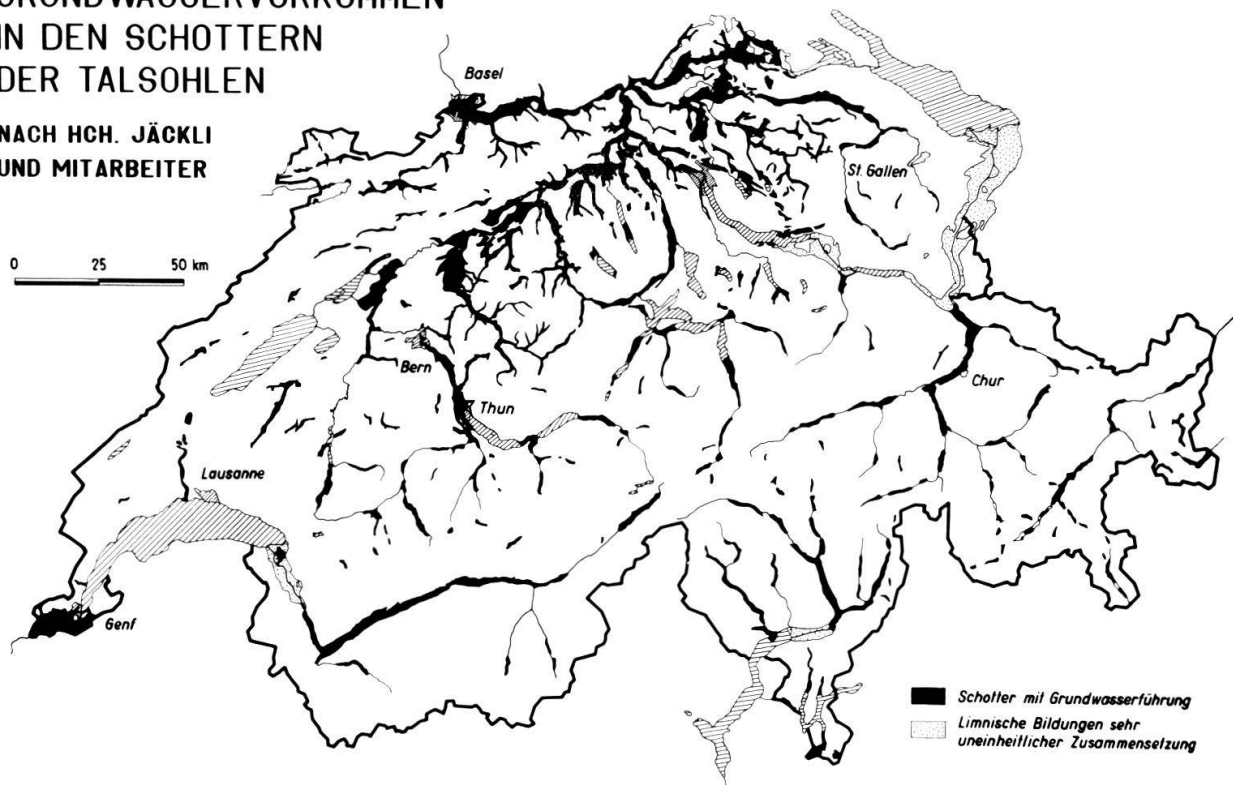 GRUNDWASSERVORKOMMEN
IN DEN SCHOTTERN
DER TALSOHLEN
NACH HCH. JÄCKLI
UND MITARBEITER
0 25 50 km
Basel
St. Gallen
Bern
Thun
Chur
Lausanne
Genf
Schotter mit Grundwasserführung
Limnische Bildungen sehr
uneinheitlicher Zusammensetzung